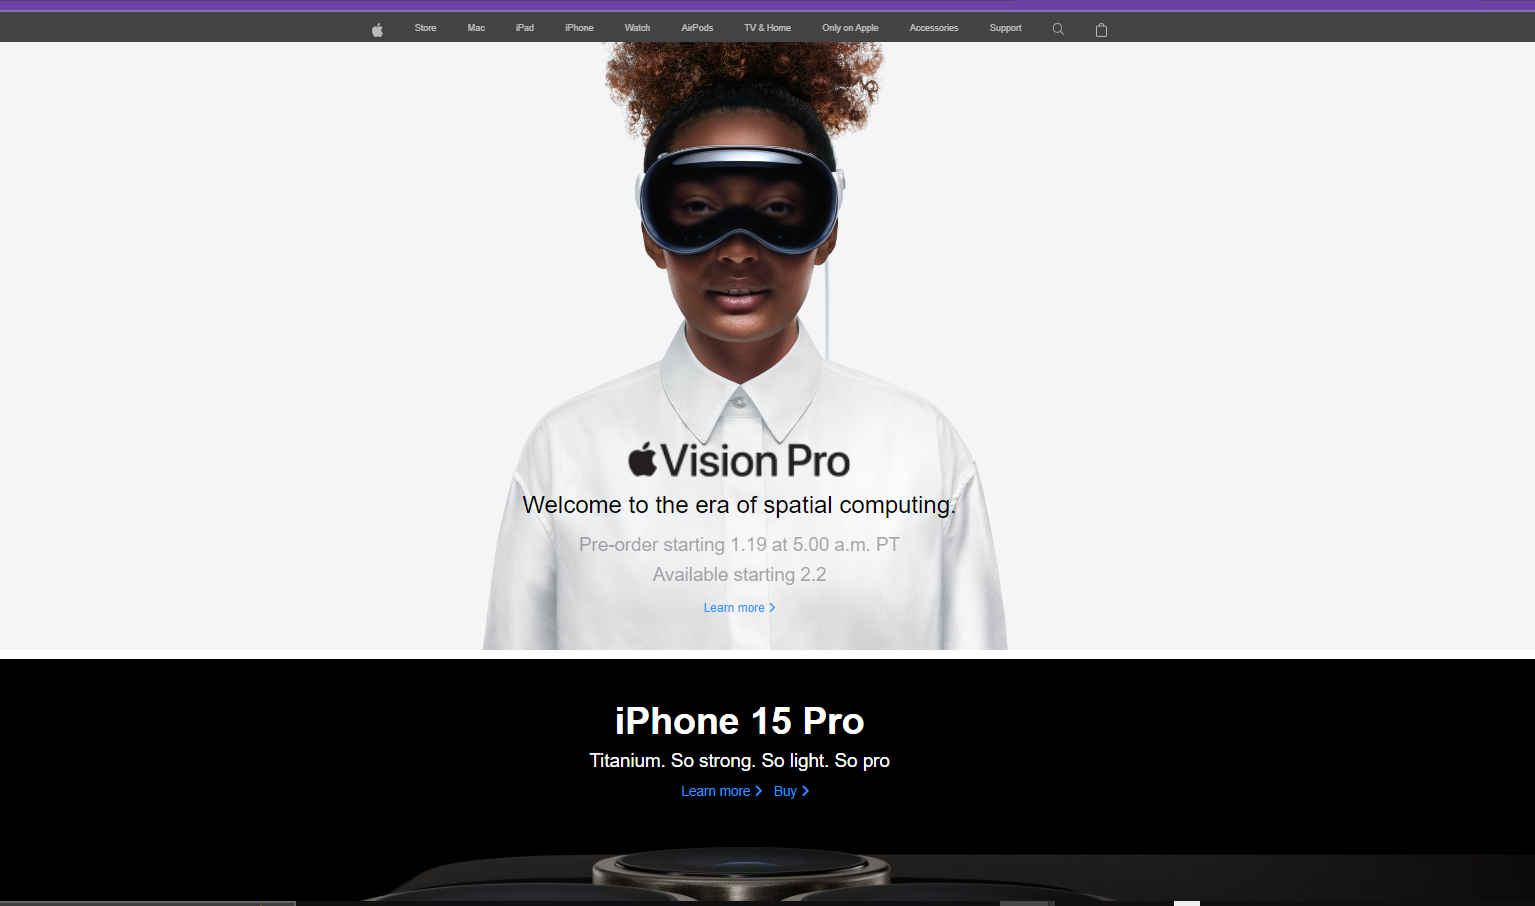 Store Mac iPad iPhone Watch AirPods TV & Home Only on Apple Accessories Support
Vision Pro
Welcome to the era of spatial computing.
Pre-order starting 1.19 at 5.00 a.m. PT
Available starting 2.2
Learn more
iPhone 15 Pro
Titanium. So strong. So light. So pro
Learn more Buy